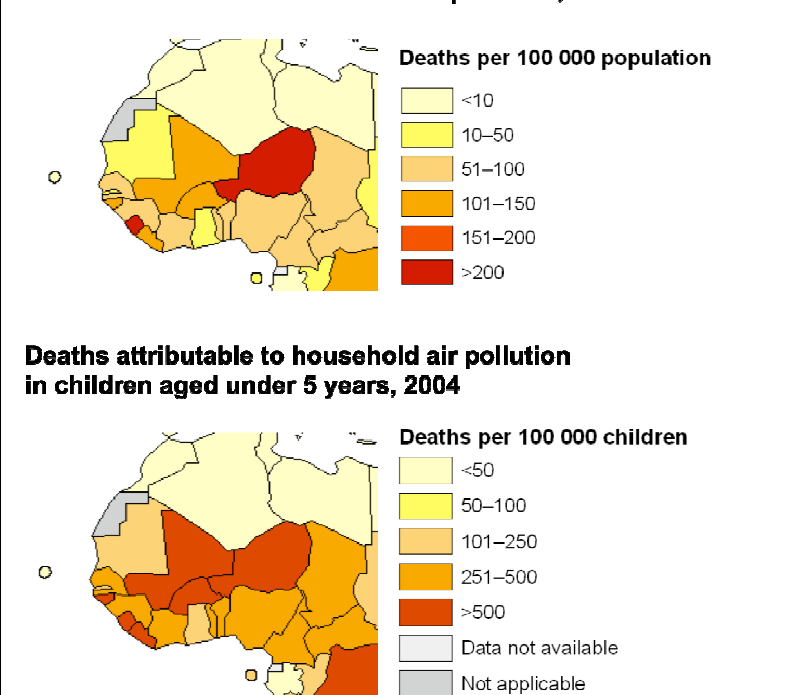 Deaths per 100 000 population
<10
10–50
51–100
101–150
151–200
>200
Deaths attributable to household air pollution
in children aged under 5 years, 2004
Deaths per 100 000 children
<50
50–100
101–250
251–500
>500
Data not available
Not applicable